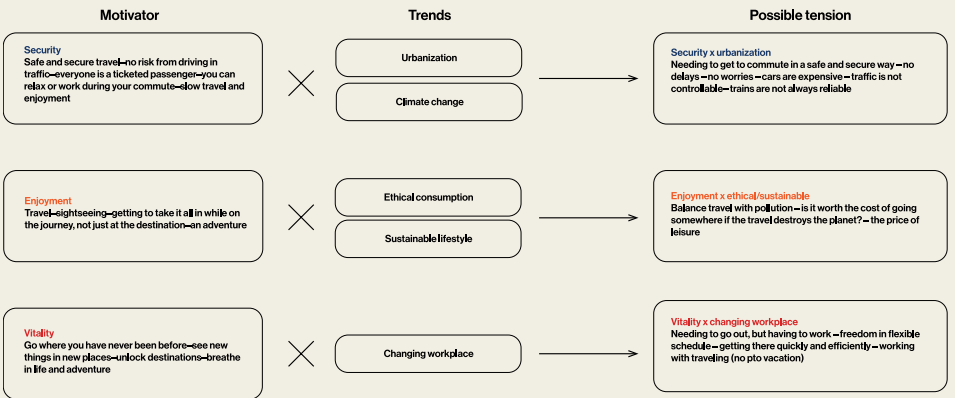 Motivator
Trends
Possible tension
Security
Safe and secure travel—no risk from driving in
traffic—everyone is a ticketed passenger—you can
relax or work during your commute—slow travel and
enjoyment
Urbanization
Climate change
Security x urbanization
Needing to get to commute in a safe and secure way—no
delays—no worries—cars are expensive—traffic is not
controllable—trains are not always reliable
Enjoyment
Travel—sightseeing—getting to take it all in while on
the journey, not just at the destination—an adventure
Ethical consumption
Sustainable lifestyle
Enjoyment x ethical/sustainable
Balance travel with pollution—is it worth the cost of going
somewhere if the travel destroys the planet?—the price of
leisure
Vitality
Go where you have never been before—see new
things in new places—unlock destinations—breathe
in life and adventure
Changing workplace
Vitality x changing workplace
Needing to go out, but having to work—freedom in flexible
schedule—getting there quickly and efficiently—working
with traveling (no pto vacation)